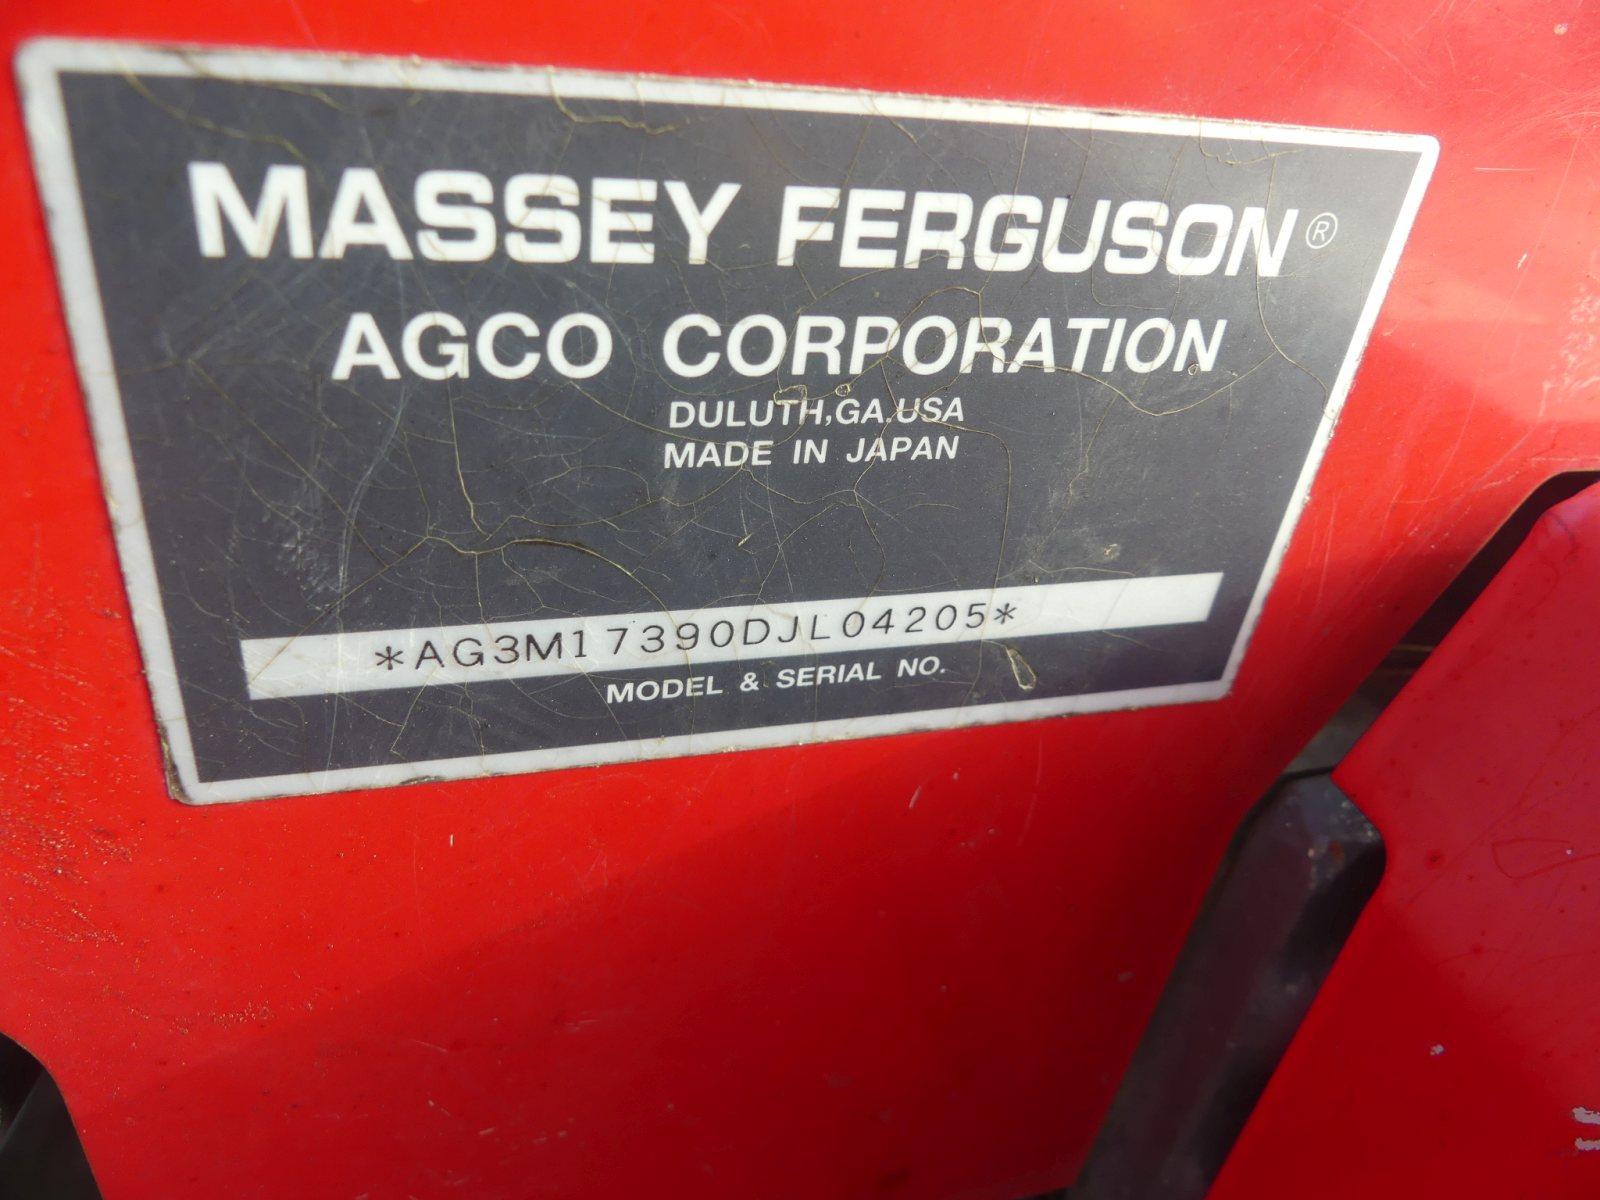 MASSEY FERGUSON®
AGCO CORPORATION
DULUTH,GA.USA
MADE IN JAPAN
*AG3M17390DJL04205*
MODEL & SERIAL NO.